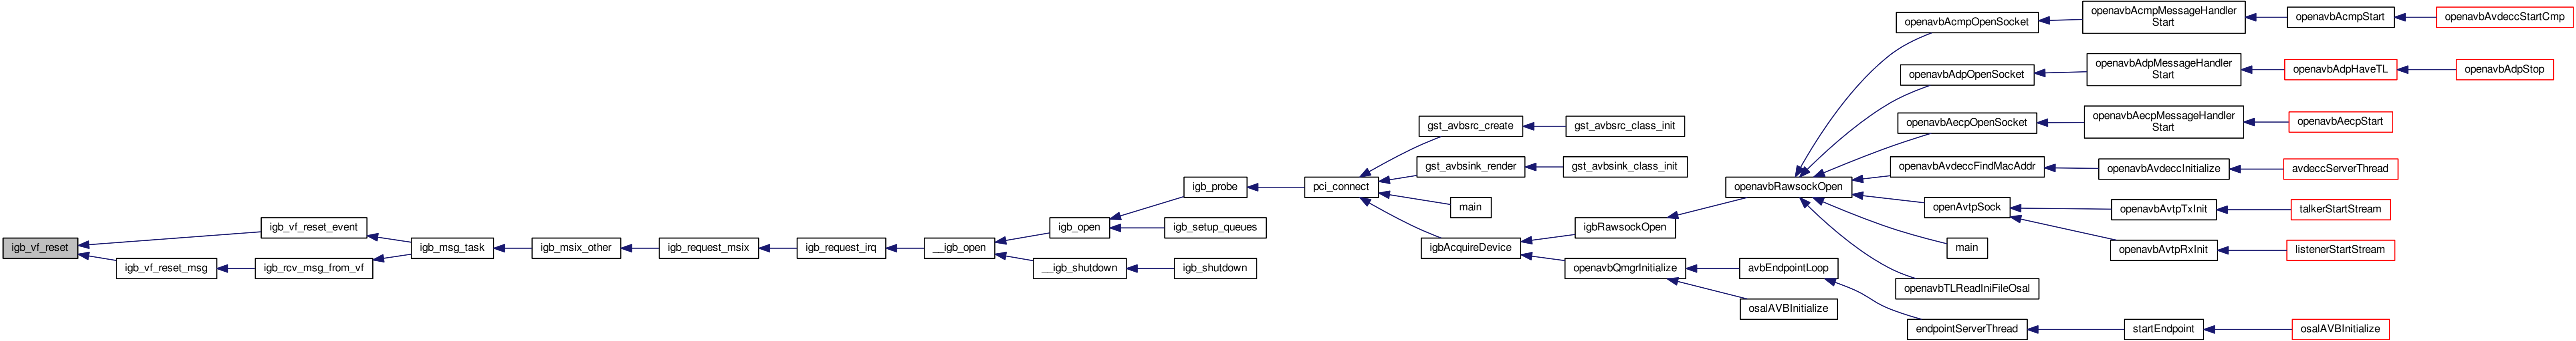 igb_vf_reset
igb_vf_reset_event
igb_vf_reset_msg
igb_rcv_msg_from_vf
igb_msg_task
igb_msix_other
igb_request_msix
igb_request_irq
__igb_open
igb_open
__igb_shutdown
igb_probe
igb_setup_queues
igb_shutdown
pci_connect
gst_avbsrc_create
gst_avbsrc_class_init
gst_avbsink_render
gst_avbsink_class_init
main
igbAcquireDevice
igbRawsockOpen
openavbQmgrInitialize
avbEndpointLoop
osalAVBInitialize
openavbRawsockOpen
openavbAcmpOpenSocket
openavbAcmpMessageHandler
Start
openavbAcmpStart
openavbAvdeccStartCmp
openavbAdpOpenSocket
openavbAdpMessageHandler
Start
openavbAdpHaveTL
openavbAdpStop
openavbAecpOpenSocket
openavbAecpMessageHandler
Start
openavbAecpStart
openavbAvdeccFindMacAddr
openavbAvdeccInitialize
avdeccServerThread
openAvtpSock
openavbAvtpTxInit
talkerStartStream
openavbAvtpRxInit
listenerStartStream
main
openavbTLReadIniFileOsal
endpointServerThread
startEndpoint
osalAVBInitialize